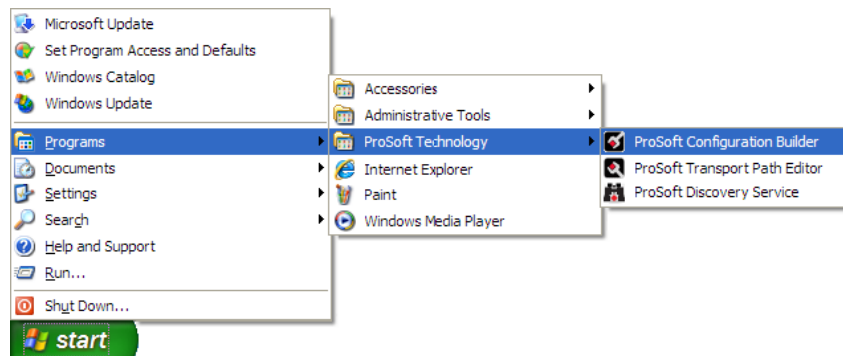 Microsoft Update
Set Program Access and Defaults
Windows Catalog
Windows Update
Programs
Documents
Settings
Search
Help and Support
Run...
Shut Down...
start
Accessories
Administrative Tools
ProSoft Technology
Internet Explorer
Paint
Windows Media Player
ProSoft Configuration Builder
ProSoft Transport Path Editor
ProSoft Discovery Service